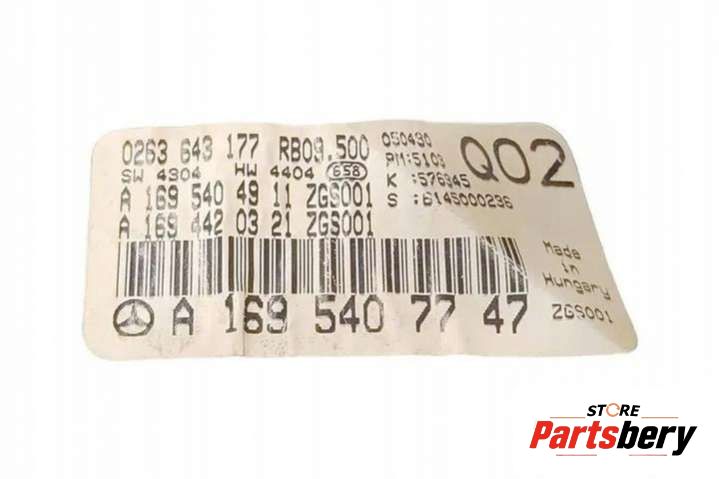 0263 643 177 RB09.500 050430 Q02
SW 4304 HW 4404 658 PM:5103
A 169 540 49 11 ZGS001 K :576945
A 169 442 03 21 ZGS001 S :6145000236
Made
in
Hungary
A 169 540 77 47 ZGS001
STORE
Partsbery